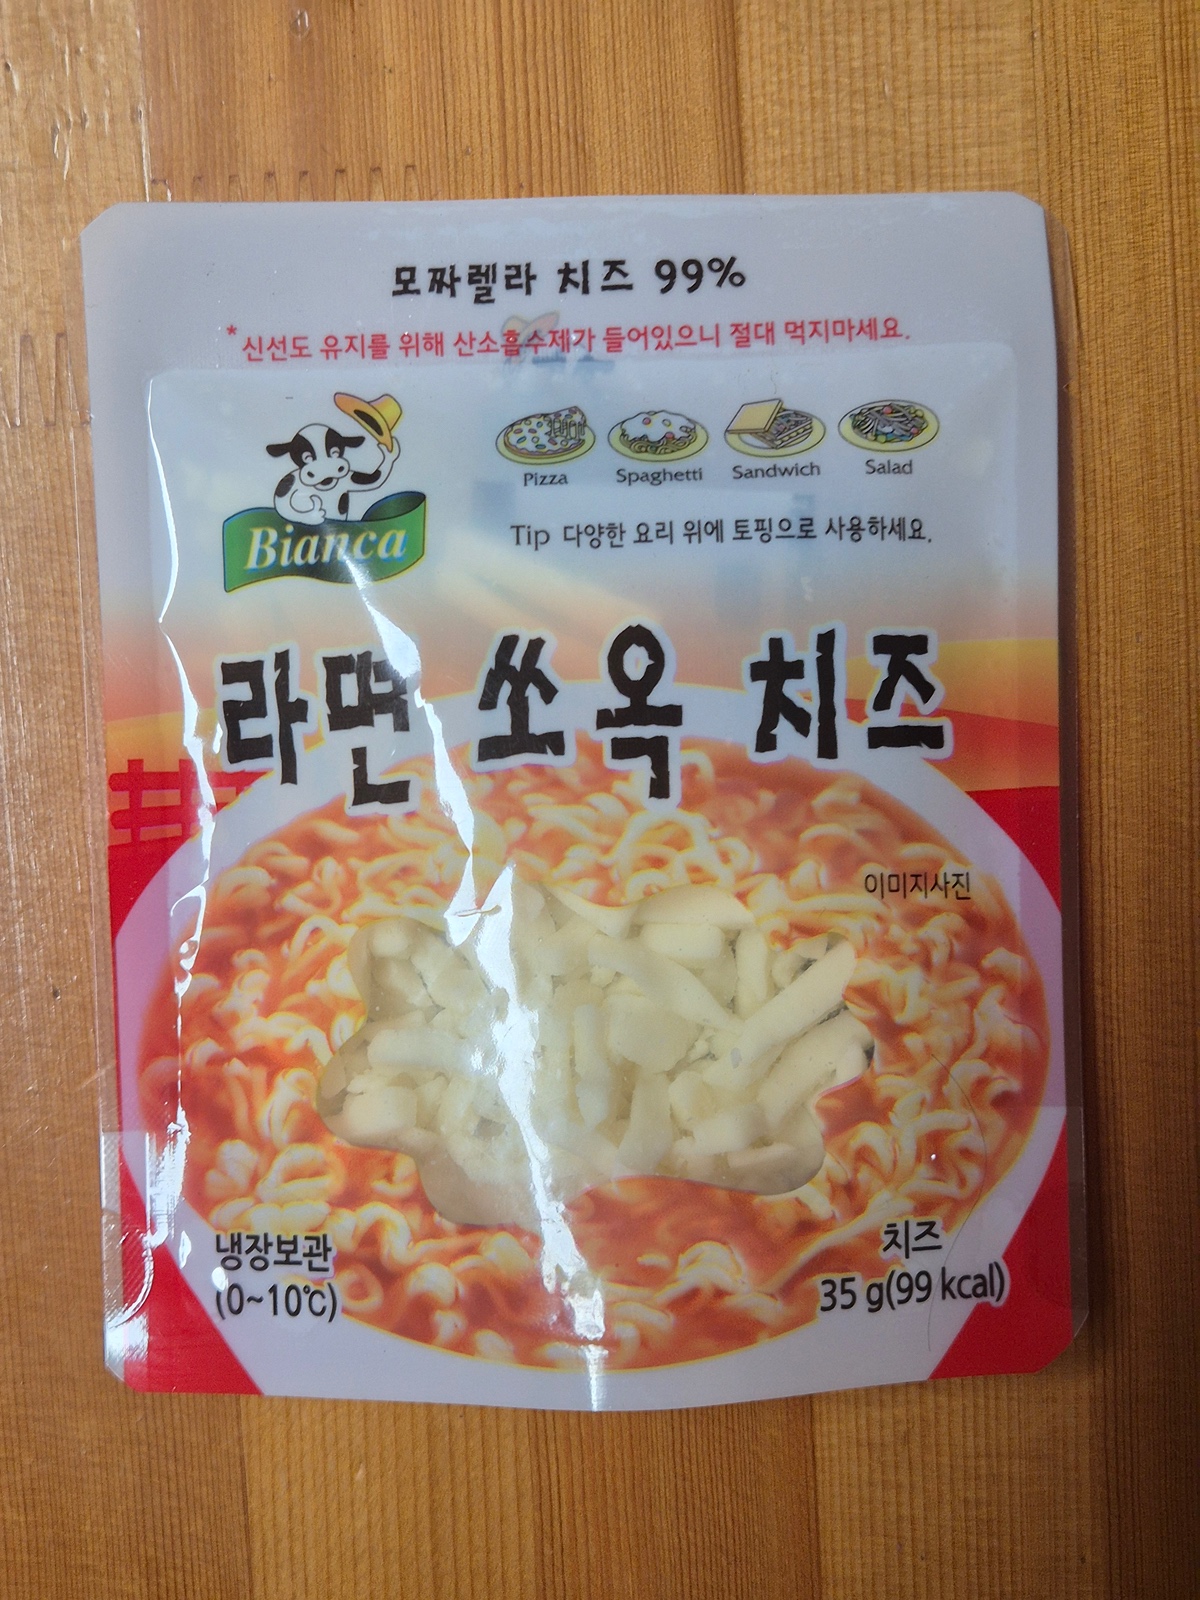 모짜렐라 치즈 99%
*신선도 유지를 위해 산소흡수제가 들어있으니 절대 먹지마세요.
Bianca
Pizza Spaghetti Sandwich Salad
Tip 다양한 요리 위에 토핑으로 사용하세요.
라면 쏘옥 치즈
이미지사진
냉장보관
(0~10℃)
치즈
35 g(99 kcal)